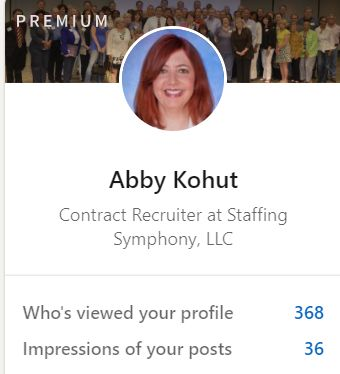 PREMIUM
Abby Kohut
Contract Recruiter at Staffing
Symphony, LLC
Who's viewed your profile 368
Impressions of your posts 36